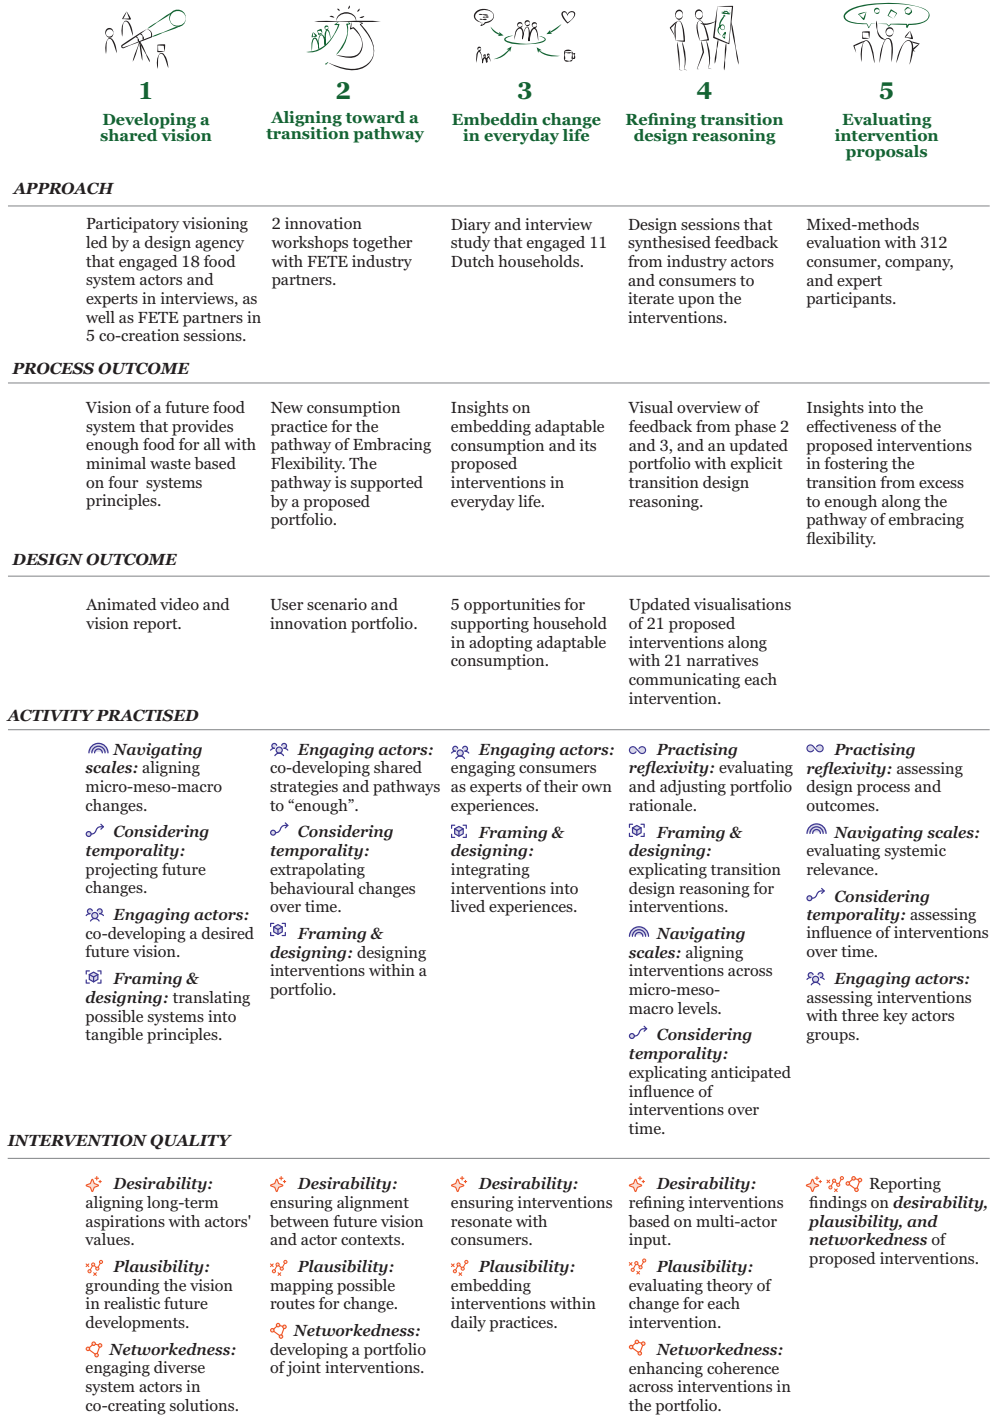 1
Developing a
shared vision
2
Aligning toward a
transition pathway
3
Embeddin change
in everyday life
4
Refining transition
design reasoning
5
Evaluating
intervention
proposals
APPROACH
Participatory visioning
led by a design agency
that engaged 18 food
system actors and
experts in interviews, as
well as FETE partners in
5 co-creation sessions.
2 innovation
workshops together
with FETE industry
partners.
Diary and interview
study that engaged 11
Dutch households.
Design sessions that
synthesised feedback
from industry actors
and consumers to
iterate upon the
interventions.
Mixed-methods
evaluation with 312
consumer, company,
and expert
participants.
PROCESS OUTCOME
Vision of a future food
system that provides
enough food for all with
minimal waste based
on four systems
principles.
New consumption
practice for the
pathway of Embracing
Flexibility. The
pathway is supported
by a proposed
portfolio.
Insights on
embedding adaptable
consumption and its
proposed
interventions in
everyday life.
Visual overview of
feedback from phase 2
and 3, and an updated
portfolio with explicit
transition design
reasoning.
Insights into the
effectiveness of the
proposed interventions
in fostering the
transition from excess
to enough along the
pathway of embracing
flexibility.
DESIGN OUTCOME
Animated video and
vision report.
User scenario and
innovation portfolio.
5 opportunities for
supporting household
in adopting adaptable
consumption.
Updated visualisations
of 21 proposed
interventions along
with 21 narratives
communicating each
intervention.
ACTIVITY PRACTISED
Navigating
scales: aligning
micro-meso-macro
changes.
Considering
temporality:
projecting future
changes.
Engaging actors:
co-developing a desired
future vision.
Framing &
designing: translating
possible systems into
tangible principles.
Engaging actors:
co-developing shared
strategies and pathways
to “enough”.
Considering
temporality:
extrapolating
behavioural changes
over time.
Framing &
designing: designing
interventions within a
portfolio.
Engaging actors:
engaging consumers
as experts of their own
experiences.
Framing &
designing:
integrating
interventions into
lived experiences.
Practising
reflexivity: evaluating
and adjusting portfolio
rationale.
Framing &
designing:
explicating transition
design reasoning for
interventions.
Navigating
scales: aligning
interventions across
micro-meso-
macro levels.
Considering
temporality:
explicating anticipated
influence of
interventions over
time.
Practising
reflexivity: assessing
design process and
outcomes.
Navigating scales:
evaluating systemic
relevance.
Considering
temporality: assessing
influence of interventions
over time.
Engaging actors:
assessing interventions
with three key actors
groups.
INTERVENTION QUALITY
Desirability:
aligning long-term
aspirations with actors'
values.
Plausibility:
grounding the vision
in realistic future
developments.
Networkedness:
engaging diverse
system actors in
co-creating solutions.
Desirability:
ensuring alignment
between future vision
and actor contexts.
Plausibility:
mapping possible
routes for change.
Networkedness:
developing a portfolio
of joint interventions.
Desirability:
ensuring interventions
resonate with
consumers.
Plausibility:
embedding
interventions within
daily practices.
Desirability:
refining interventions
based on multi-actor
input.
Plausibility:
evaluating theory of
change for each
intervention.
Networkedness:
enhancing coherence
across interventions in
the portfolio.
Reporting
findings on desirability,
plausibility, and
networkedness of
proposed interventions.